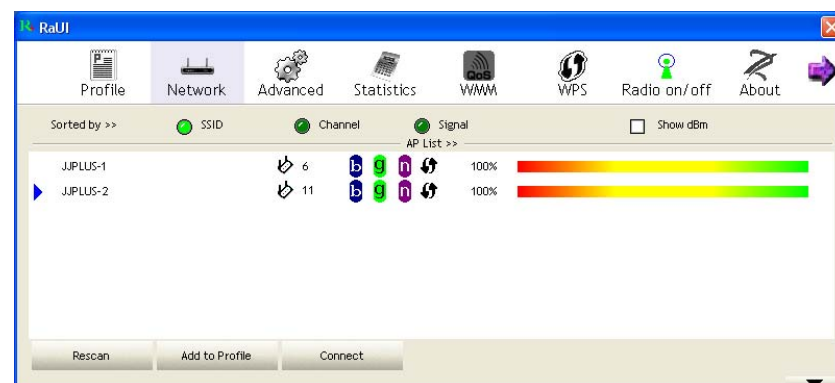 RaUI
Profile Network Advanced Statistics QoS WMM WPS Radio on/off About
Sorted by >> SSID Channel Signal Show dBm
AP List >>
JJPLUS-1 6 b g n 100%
JJPLUS-2 11 b g n 100%
Rescan Add to Profile Connect